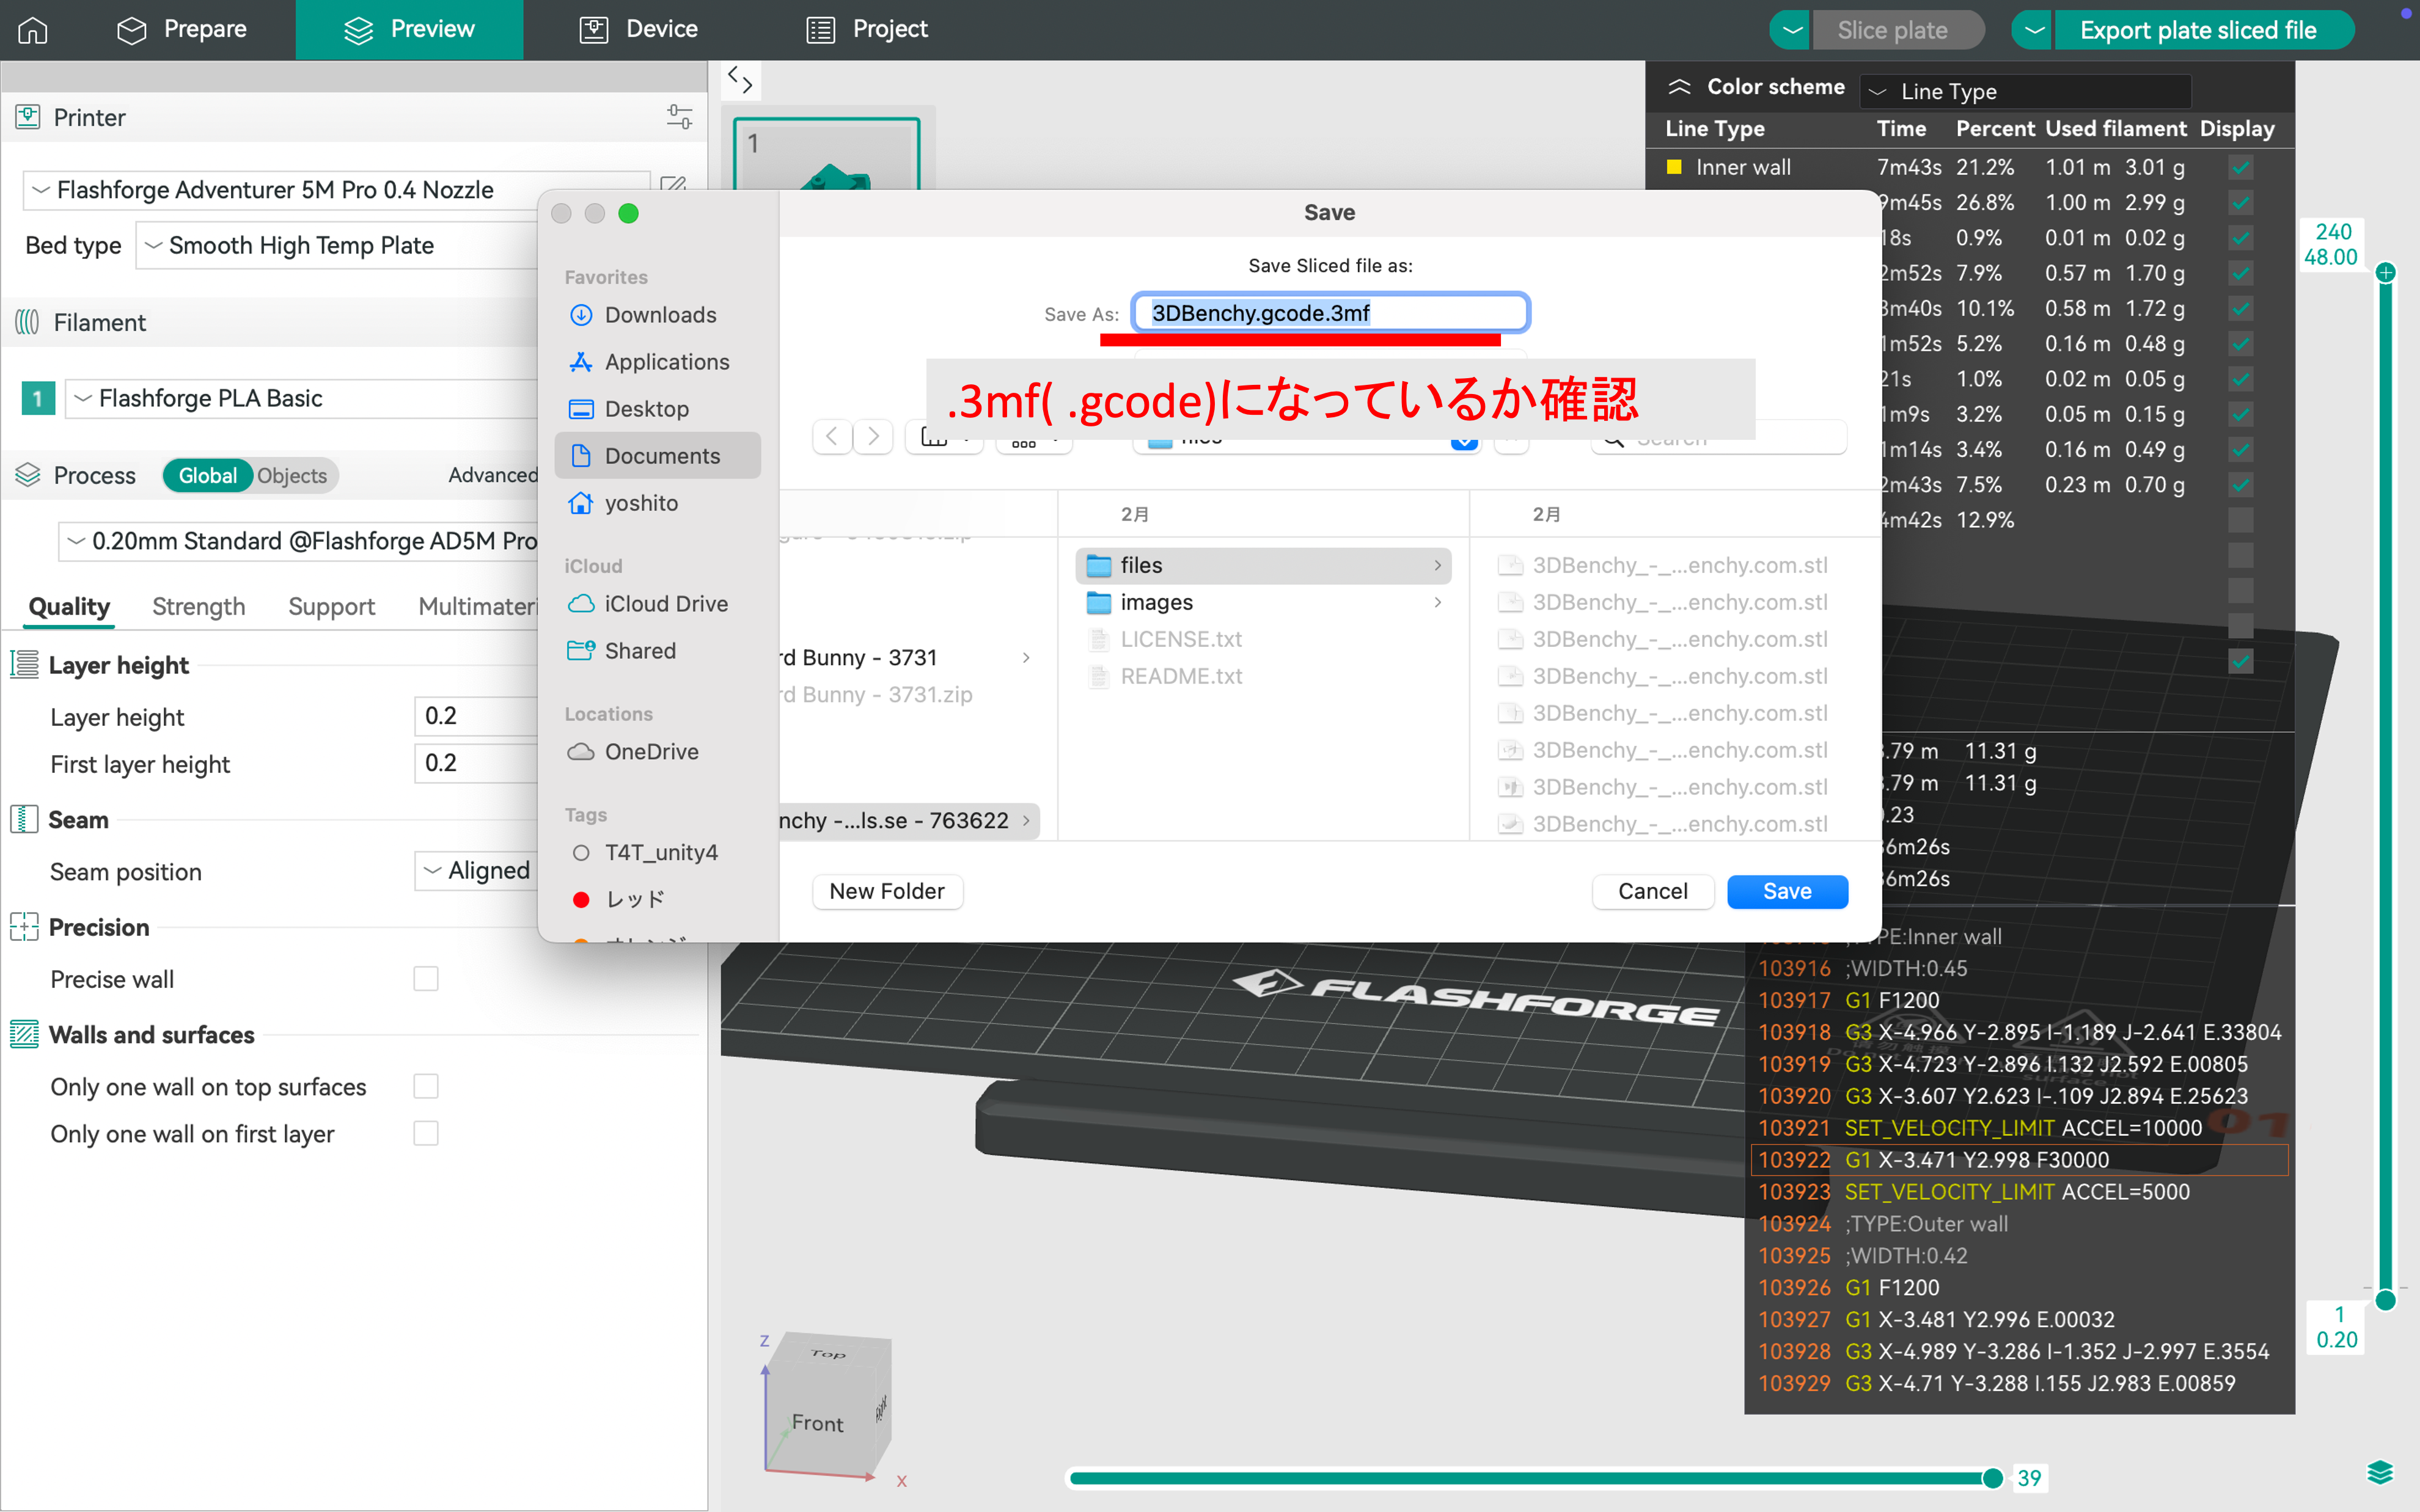 Prepare
Preview
Device
Project
Slice plate
Export plate sliced file
Printer
Flashforge Adventurer 5M Pro 0.4 Nozzle
Bed type
Smooth High Temp Plate
Filament
1
Flashforge PLA Basic
Process
Global
Objects
Advanced
0.20mm Standard @Flashforge AD5M Pro
Quality
Strength
Support
Layer height
Layer height
0.2
First layer height
0.2
Seam
Seam position
Aligned
Precision
Precise wall
Walls and surfaces
Only one wall on top surfaces
Only one wall on first layer
1
Save
Save Sliced file as:
Save As:
3DBenchy.gcode.3mf
.3mf( .gcode)になっているか確認
files
Search
Favorites
Downloads
Applications
Desktop
Documents
yoshito
iCloud
iCloud Drive
Shared
Locations
OneDrive
Tags
T4T_unity4
レッド
オレンジ
rd Bunny - 3731
rd Bunny - 3731.zip
nchy -...ls.se - 763622
2月
files
images
LICENSE.txt
README.txt
2月
3DBenchy_-_...enchy.com.stl
3DBenchy_-_...enchy.com.stl
3DBenchy_-_...enchy.com.stl
3DBenchy_-_...enchy.com.stl
3DBenchy_-_...enchy.com.stl
3DBenchy_-_...enchy.com.stl
3DBenchy_-_...enchy.com.stl
3DBenchy_-_...enchy.com.stl
New Folder
Cancel
Save
Color scheme
Line Type
Line Type Time Percent Used filament Display
Inner wall 7m43s 21.2% 1.01 m 3.01 g
9m45s 26.8% 1.00 m 2.99 g
18s 0.9% 0.01 m 0.02 g
2m52s 7.9% 0.57 m 1.70 g
3m40s 10.1% 0.58 m 1.72 g
1m52s 5.2% 0.16 m 0.48 g
21s 1.0% 0.02 m 0.05 g
1m9s 3.2% 0.05 m 0.15 g
1m14s 3.4% 0.16 m 0.49 g
2m43s 7.5% 0.23 m 0.70 g
4m42s 12.9%
3.79 m 11.31 g
3.79 m 11.31 g
.23
36m26s
36m26s
;TYPE:Inner wall
103916 ;WIDTH:0.45
103917 G1 F1200
103918 G3 X-4.966 Y-2.895 I-1.189 J-2.641 E.33804
103919 G3 X-4.723 Y-2.896 I.132 J2.592 E.00805
103920 G3 X-3.607 Y2.623 I-.109 J2.894 E.25623
103921 SET_VELOCITY_LIMIT ACCEL=10000
103922 G1 X-3.471 Y2.998 F30000
103923 SET_VELOCITY_LIMIT ACCEL=5000
103924 ;TYPE:Outer wall
103925 ;WIDTH:0.42
103926 G1 F1200
103927 G1 X-3.481 Y2.996 E.00032
103928 G3 X-4.989 Y-3.286 I-1.352 J-2.997 E.3554
103929 G3 X-4.71 Y-3.288 I.155 J2.983 E.00859
240
48.00
1
0.20
FLASHFORGE
01
Z
Top
Front
X
39